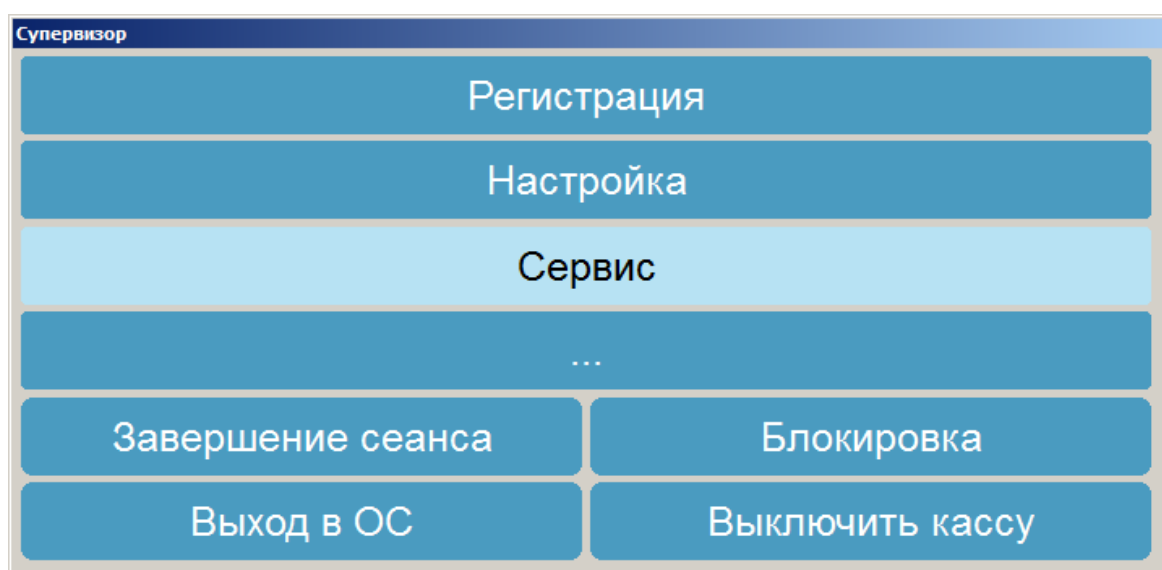 Супервизор
Регистрация
Настройка
Сервис
...
Завершение сеанса
Блокировка
Выход в ОС
Выключить кассу